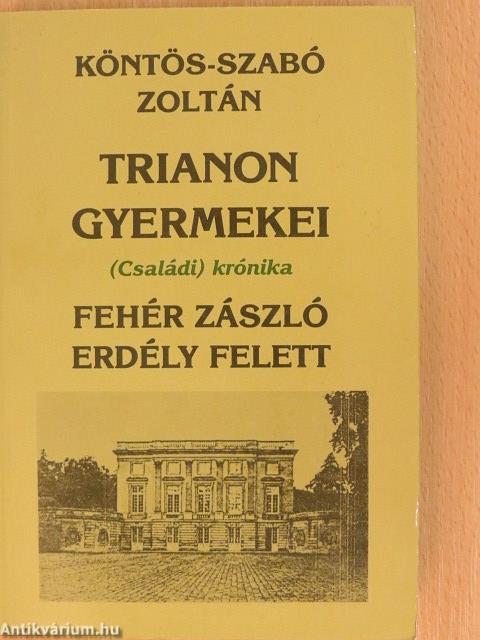 KÖNTÖS-SZABÓ
ZOLTÁN
TRIANON
GYERMEKEI
(Családi) krónika
FEHÉR ZÁSZLÓ
ERDÉLY FELETT
Antikvárium.hu